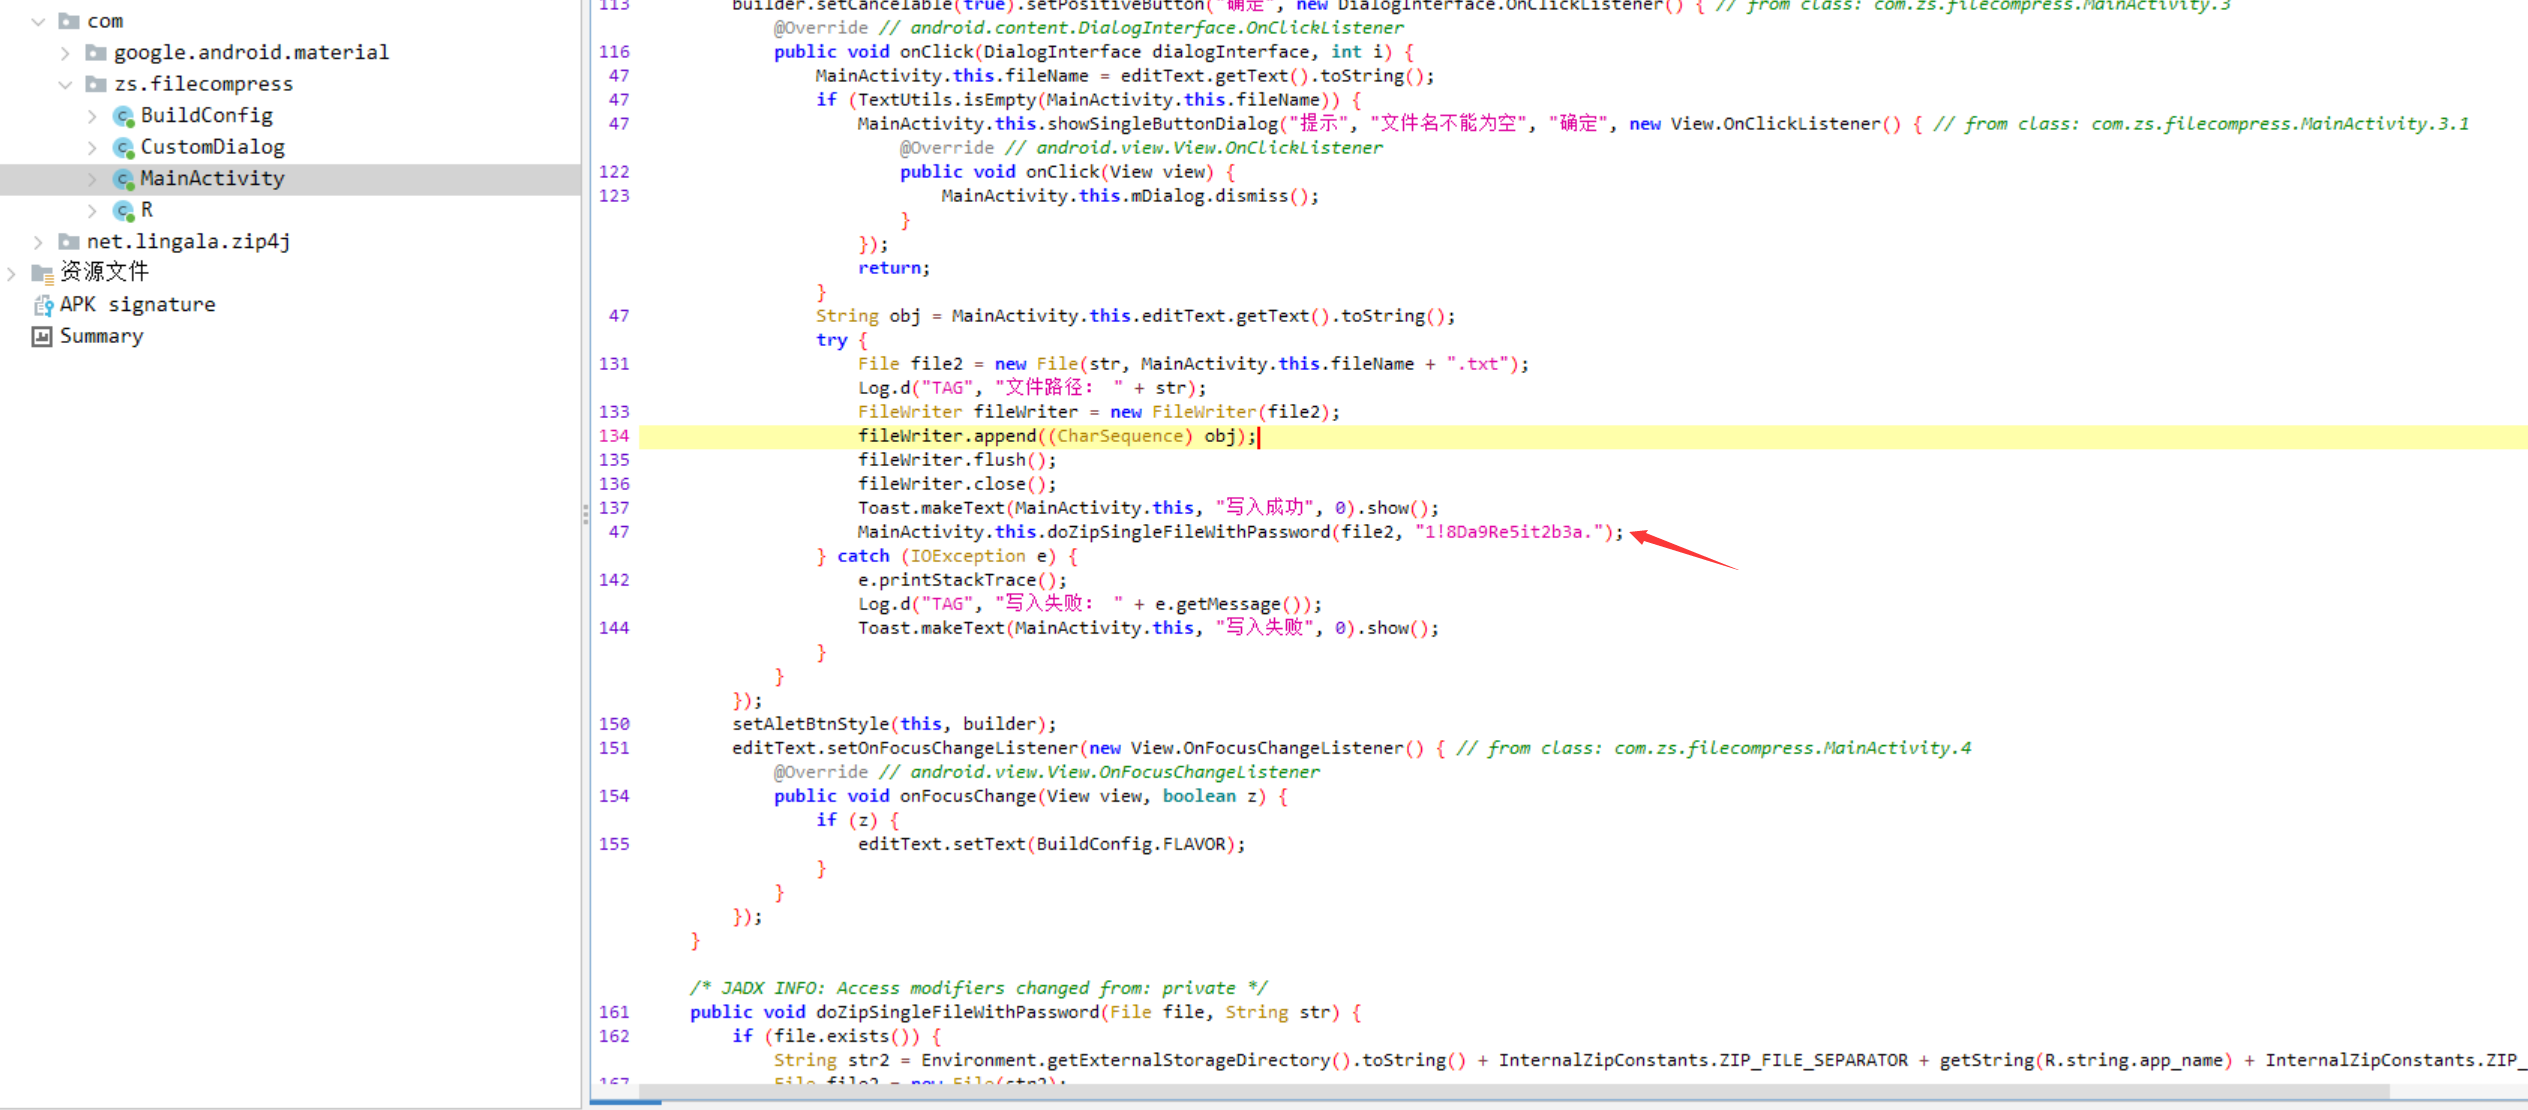 com
google.android.material
zs.filecompress
BuildConfig
CustomDialog
MainActivity
R
net.lingala.zip4j
资源文件
APK signature
Summary
113 builder.setCancelable(true).setPositiveButton("确定", new DialogInterface.OnClickListener() { // from class: com.zs.filecompress.MainActivity.3
@Override // android.content.DialogInterface.OnClickListener
116 public void onClick(DialogInterface dialogInterface, int i) {
47 MainActivity.this.fileName = editText.getText().toString();
47 if (TextUtils.isEmpty(MainActivity.this.fileName)) {
47 MainActivity.this.showSingleButtonDialog("提示", "文件名不能为空", "确定", new View.OnClickListener() { // from class: com.zs.filecompress.MainActivity.3.1
@Override // android.view.View.OnClickListener
122 public void onClick(View view) {
123 MainActivity.this.mDialog.dismiss();
}
});
return;
}
47 String obj = MainActivity.this.editText.getText().toString();
try {
131 File file2 = new File(str, MainActivity.this.fileName + ".txt");
Log.d("TAG", "文件路径： " + str);
133 FileWriter fileWriter = new FileWriter(file2);
134 fileWriter.append((CharSequence) obj);
135 fileWriter.flush();
136 fileWriter.close();
137 Toast.makeText(MainActivity.this, "写入成功", 0).show();
47 MainActivity.this.doZipSingleFileWithPassword(file2, "1!8Da9Re5it2b3a.");
} catch (IOException e) {
142 e.printStackTrace();
Log.d("TAG", "写入失败： " + e.getMessage());
144 Toast.makeText(MainActivity.this, "写入失败", 0).show();
}
}
});
150 setAletBtnStyle(this, builder);
151 editText.setOnFocusChangeListener(new View.OnFocusChangeListener() { // from class: com.zs.filecompress.MainActivity.4
@Override // android.view.View.OnFocusChangeListener
154 public void onFocusChange(View view, boolean z) {
if (z) {
155 editText.setText(BuildConfig.FLAVOR);
}
}
});
}
/* JADX INFO: Access modifiers changed from: private */
161 public void doZipSingleFileWithPassword(File file, String str) {
162 if (file.exists()) {
String str2 = Environment.getExternalStorageDirectory().toString() + InternalZipConstants.ZIP_FILE_SEPARATOR + getString(R.string.app_name) + InternalZipConstants.ZIP_
167 File file2 = new File(str2);